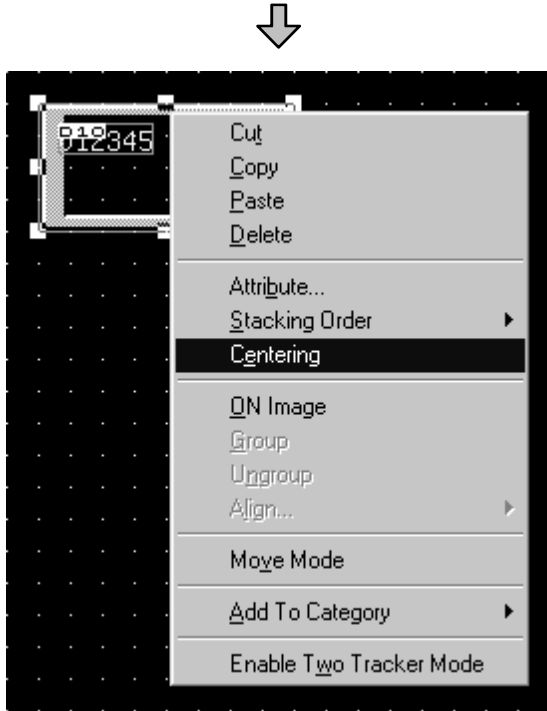 012345
Cut
Copy
Paste
Delete
Attribute...
Stacking Order
Centering
ON Image
Group
Ungroup
Align...
Move Mode
Add To Category
Enable Two Tracker Mode